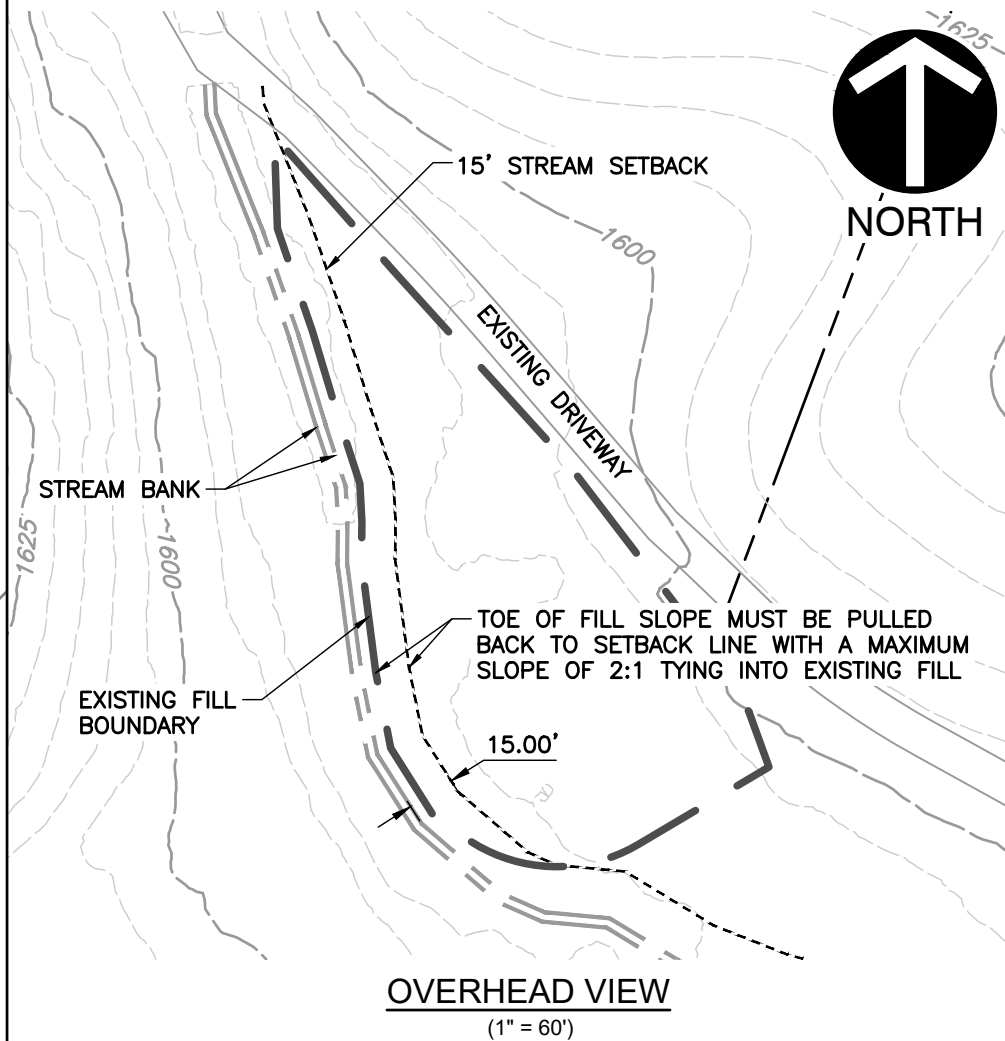 1625
15' STREAM SETBACK
NORTH
1600
EXISTING DRIVEWAY
STREAM BANK
1625
1600
TOE OF FILL SLOPE MUST BE PULLED
BACK TO SETBACK LINE WITH A MAXIMUM
SLOPE OF 2:1 TYING INTO EXISTING FILL
EXISTING FILL
BOUNDARY
15.00'
OVERHEAD VIEW
(1" = 60')